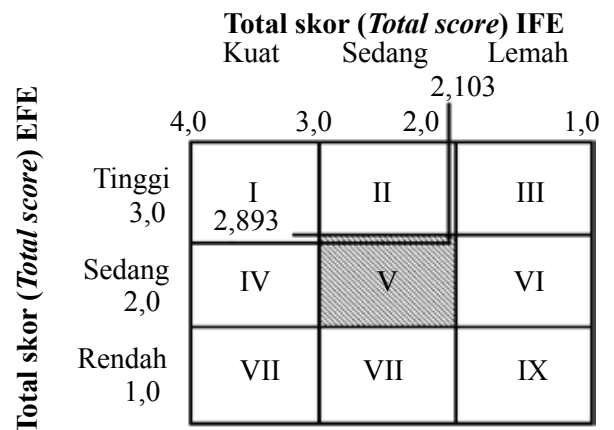 Total skor (Total score) IFE
Kuat Sedang Lemah
2,103
4,0 3,0 2,0 1,0
Total skor (Total score) EFE
Tinggi
3,0
I II III
2,893
Sedang
2,0
IV V VI
Rendah
1,0
VII VII IX